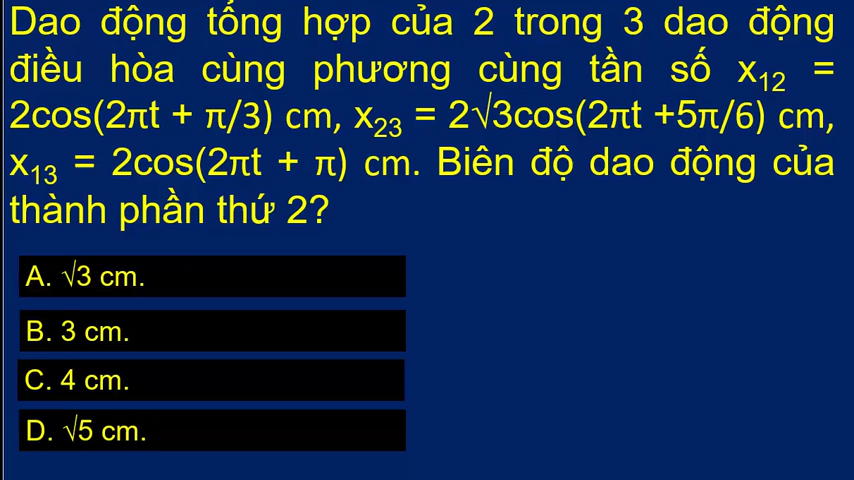 Dao động tổng hợp của 2 trong 3 dao động
điều hòa cùng phương cùng tần số x₁₂ =
2cos(2πt + π/3) cm, x₂₃ = 2√3cos(2πt +5π/6) cm,
x₁₃ = 2cos(2πt + π) cm. Biên độ dao động của
thành phần thứ 2?
A. √3 cm.
B. 3 cm.
C. 4 cm.
D. √5 cm.